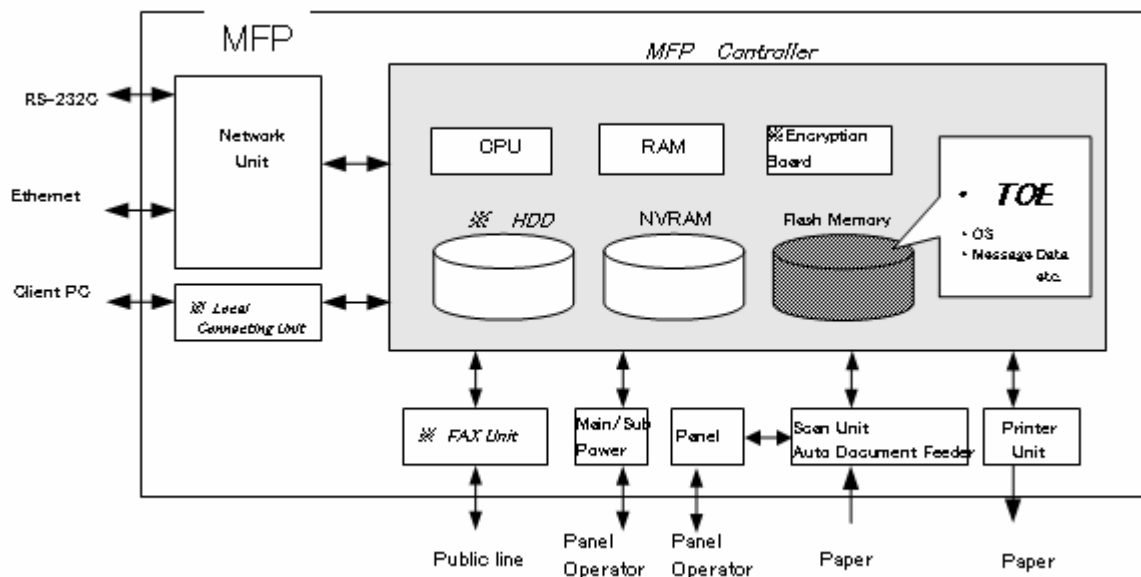 MFP
MFP Controller
RS-232C
Network
Unit
CPU
RAM
※Encryption
Board
• TOE
• OS
• Message Data
etc.
Ethernet
※ HDD
NVRAM
Flash Memory
Client PC
※ Local
Connecting Unit
※ FAX Unit
Main/Sub
Power
Panel
Scan Unit
Auto Document Feeder
Printer
Unit
Public line
Panel
Operator
Panel
Operator
Paper
Paper